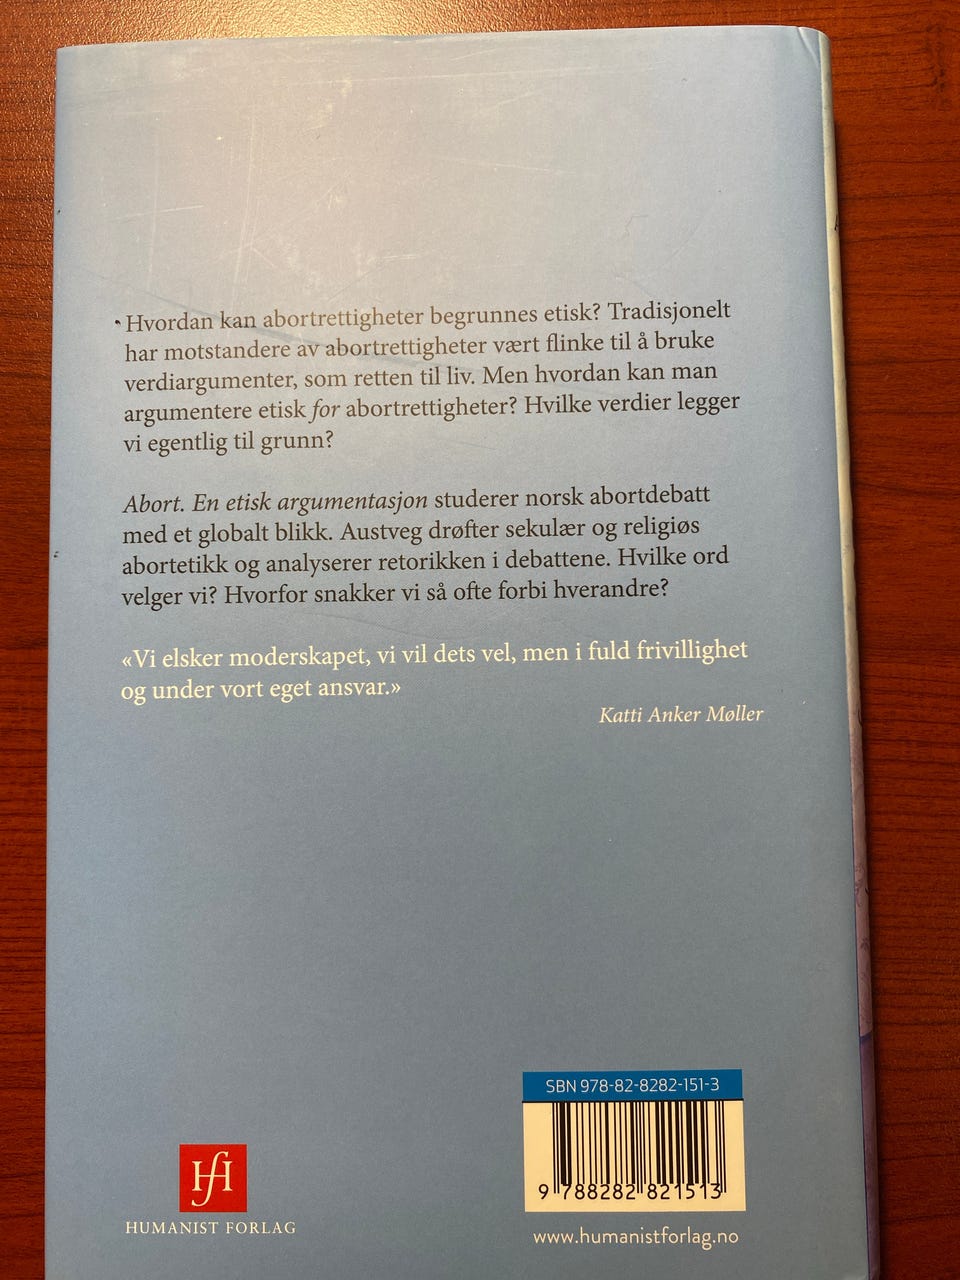 Hvordan kan abortrettigheter begrunnes etisk? Tradisjonelt
har motstandere av abortrettigheter vært flinke til å bruke
verdiargumenter, som retten til liv. Men hvordan kan man
argumentere etisk for abortrettigheter? Hvilke verdier legger
vi egentlig til grunn?
Abort. En etisk argumentasjon studerer norsk abortdebatt
med et globalt blikk. Austveg drøfter sekulær og religiøs
abortetikk og analyserer retorikken i debattene. Hvilke ord
velger vi? Hvorfor snakker vi så ofte forbi hverandre?
«Vi elsker moderskapet, vi vil dets vel, men i fuld frivillighet
og under vort eget ansvar.»
Katti Anker Møller
SBN 978-82-8282-151-3
9 788282 821513
www.humanistforlag.no
HfH
HUMANIST FORLAG